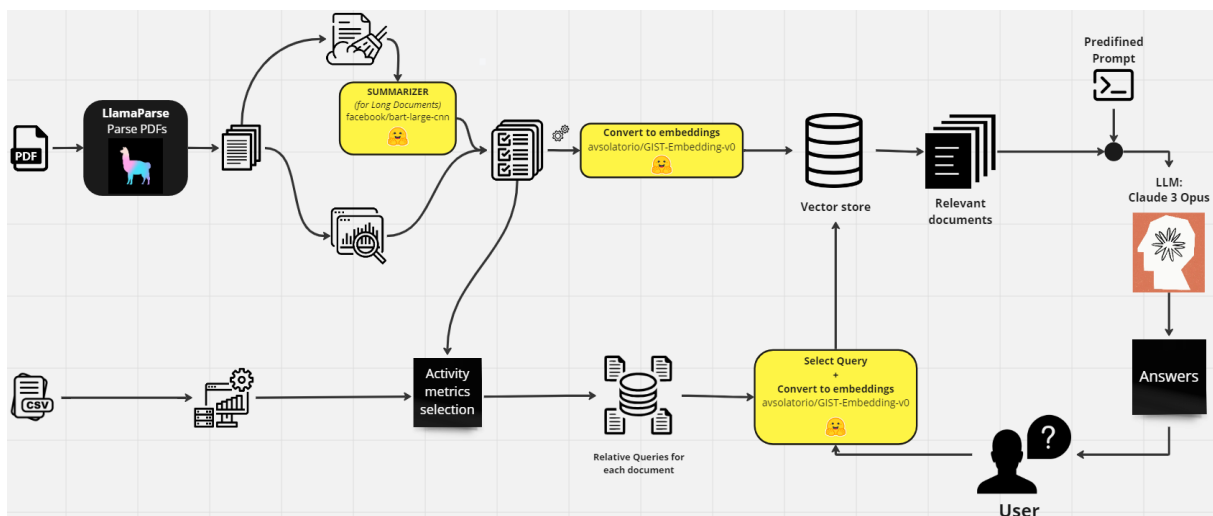 Predifined
Prompt
SUMMARIZER
(for Long Documents)
facebook/bart-large-cnn
LlamaParse
Parse PDFs
PDF
Convert to embeddings
avsolatorio/GIST-Embedding-v0
Vector store
Relevant
documents
LLM:
Claude 3 Opus
CSV
Activity
metrics
selection
Relative Queries for
each document
Select Query
+
Convert to embeddings
avsolatorio/GIST-Embedding-v0
Answers
?
User